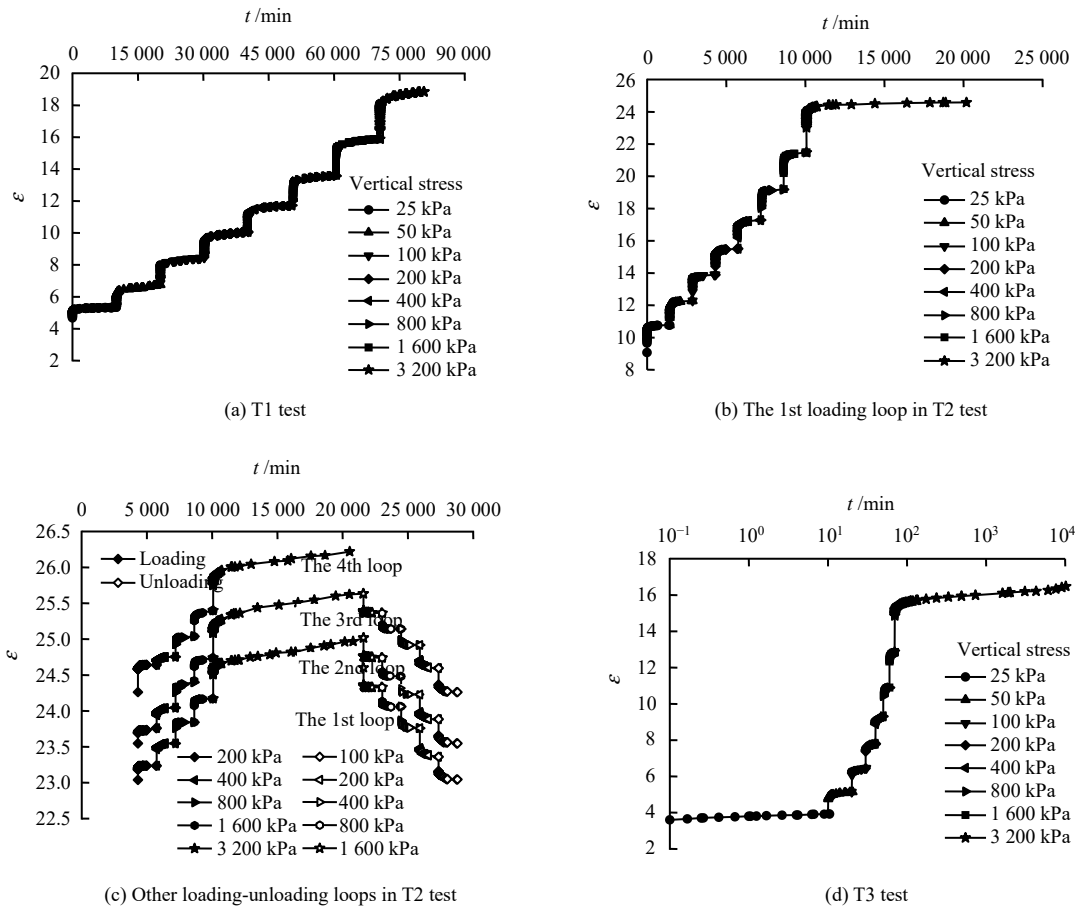 t /min
0 10 000 30 000 45 000 60 000 75 000 90 000
20
18
16
14
12
10
8
6
4
2
ε
Vertical stress
25 kPa
50 kPa
100 kPa
200 kPa
400 kPa
800 kPa
1 600 kPa
3 200 kPa
(a) T1 test
t /min
0 5 000 10 000 15 000 20 000 25 000
26
24
22
20
18
16
14
12
10
8
ε
Vertical stress
25 kPa
50 kPa
100 kPa
200 kPa
400 kPa
800 kPa
1 600 kPa
3 200 kPa
(b) The 1st loading loop in T2 test
t /min
0 5 000 10 000 15 000 20 000 25 000 30 000
26.5
26.0
25.5
25.0
24.5
24.0
23.5
23.0
22.5
ε
Loading
Unloading
The 4th loop
The 3rd loop
The 2nd loop
The 1st loop
200 kPa 100 kPa
400 kPa 200 kPa
800 kPa 400 kPa
1 600 kPa 800 kPa
3 200 kPa 1 600 kPa
(c) Other loading-unloading loops in T2 test
t /min
10⁻¹ 10⁰ 10¹ 10² 10³ 10⁴
18
16
14
12
10
8
6
4
2
ε
Vertical stress
25 kPa
50 kPa
100 kPa
200 kPa
400 kPa
800 kPa
1 600 kPa
3 200 kPa
(d) T3 test